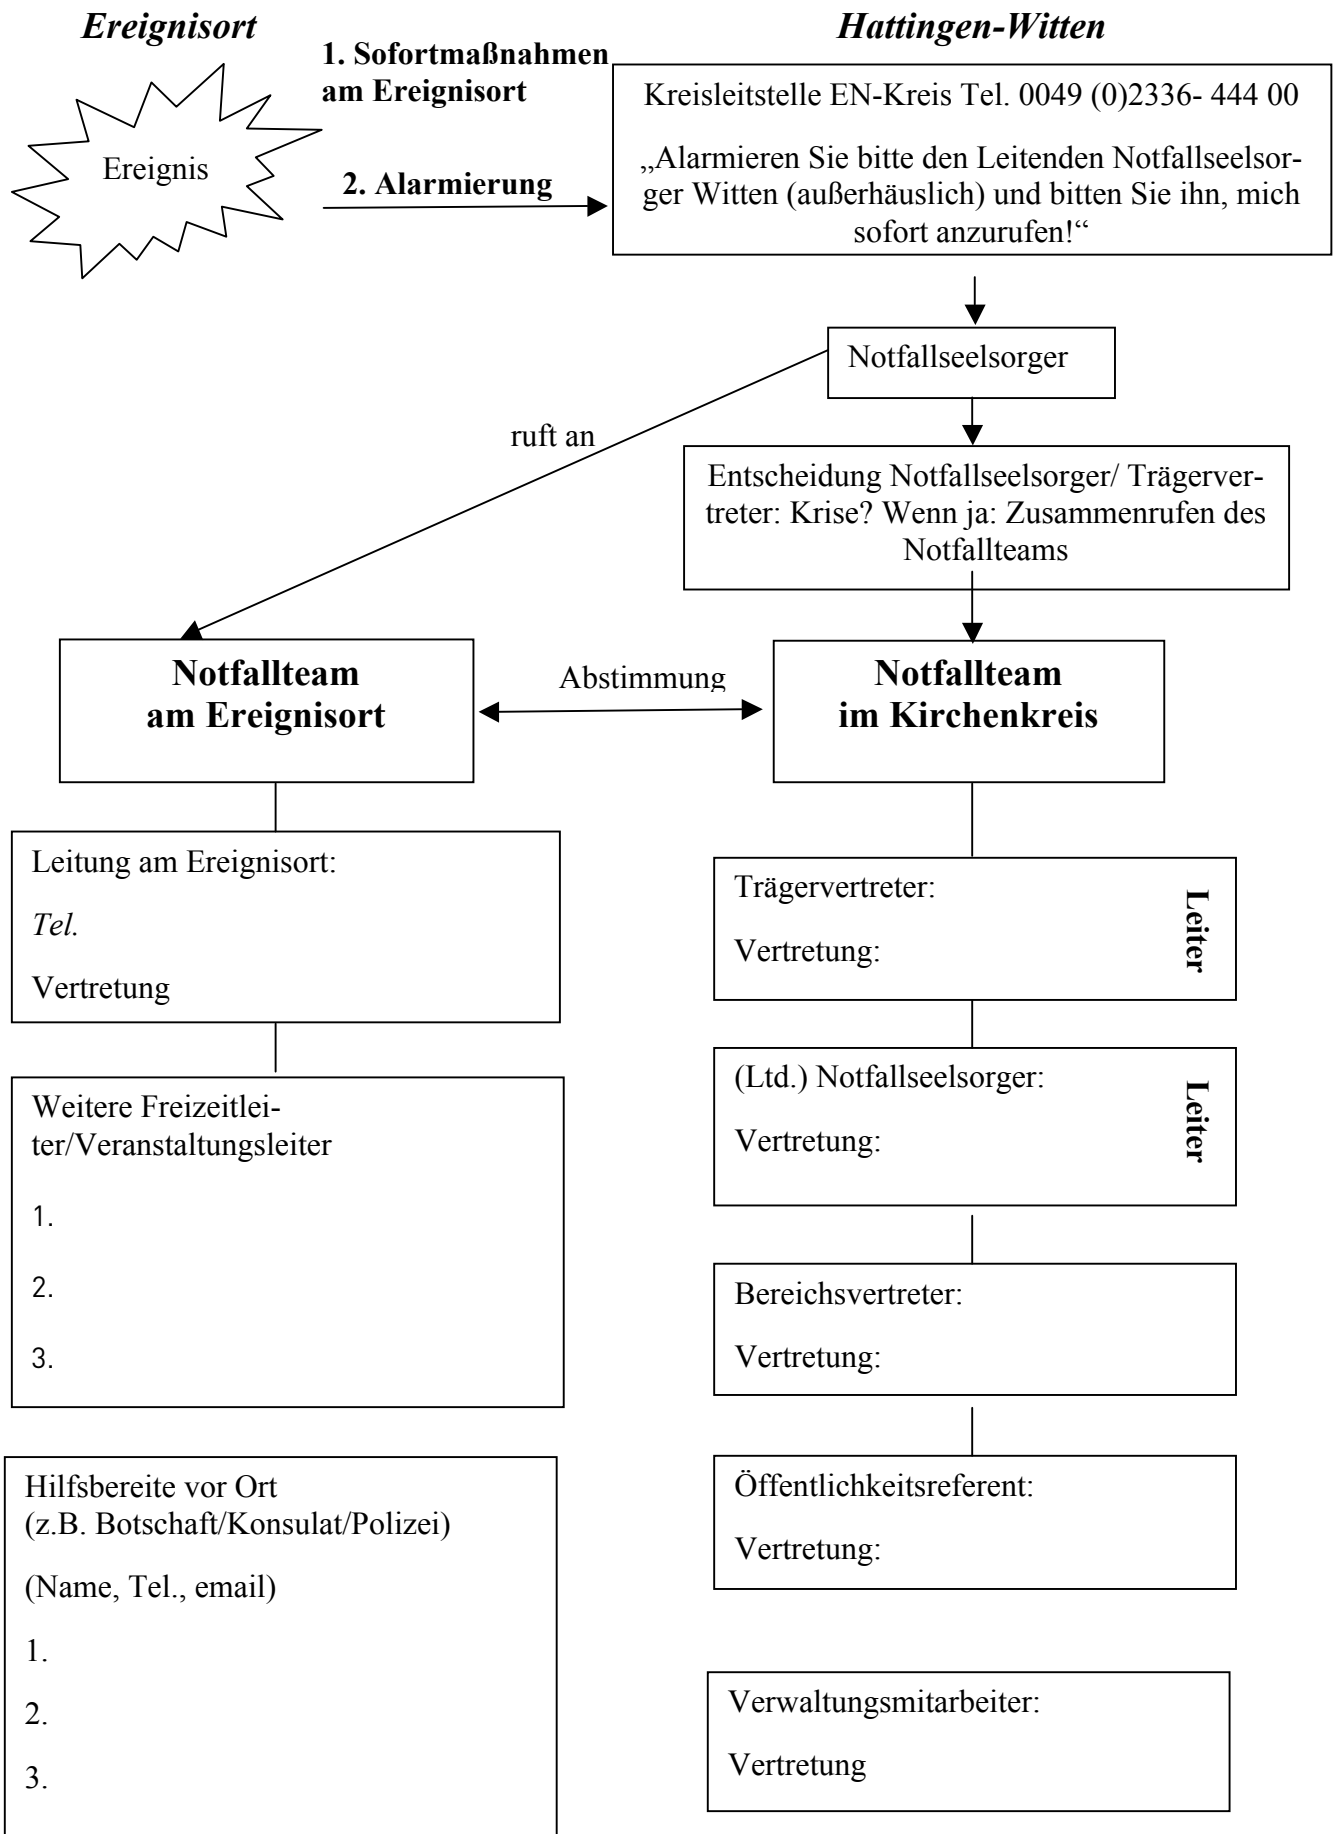 Ereignisort
Hattingen-Witten
1. Sofortmaßnahmen
am Ereignisort
Ereignis
2. Alarmierung
Kreisleitstelle EN-Kreis Tel. 0049 (0)2336- 444 00
„Alarmieren Sie bitte den Leitenden Notfallseelsor-
ger Witten (außerhäuslich) und bitten Sie ihn, mich
sofort anzurufen!“
Notfallseelsorger
ruft an
Entscheidung Notfallseelsorger/ Trägerver-
treter: Krise? Wenn ja: Zusammenrufen des
Notfallteams
Notfallteam
am Ereignisort
Abstimmung
Notfallteam
im Kirchenkreis
Leitung am Ereignisort:
Tel.
Vertretung
Weitere Freizeitlei-
ter/Veranstaltungsleiter
1.
2.
3.
Hilfsbereite vor Ort
(z.B. Botschaft/Konsulat/Polizei)
(Name, Tel., email)
1.
2.
3.
Trägervertreter:
Vertretung:
Leiter
(Ltd.) Notfallseelsorger:
Vertretung:
Leiter
Bereichsvertreter:
Vertretung:
Öffentlichkeitsreferent:
Vertretung:
Verwaltungsmitarbeiter:
Vertretung